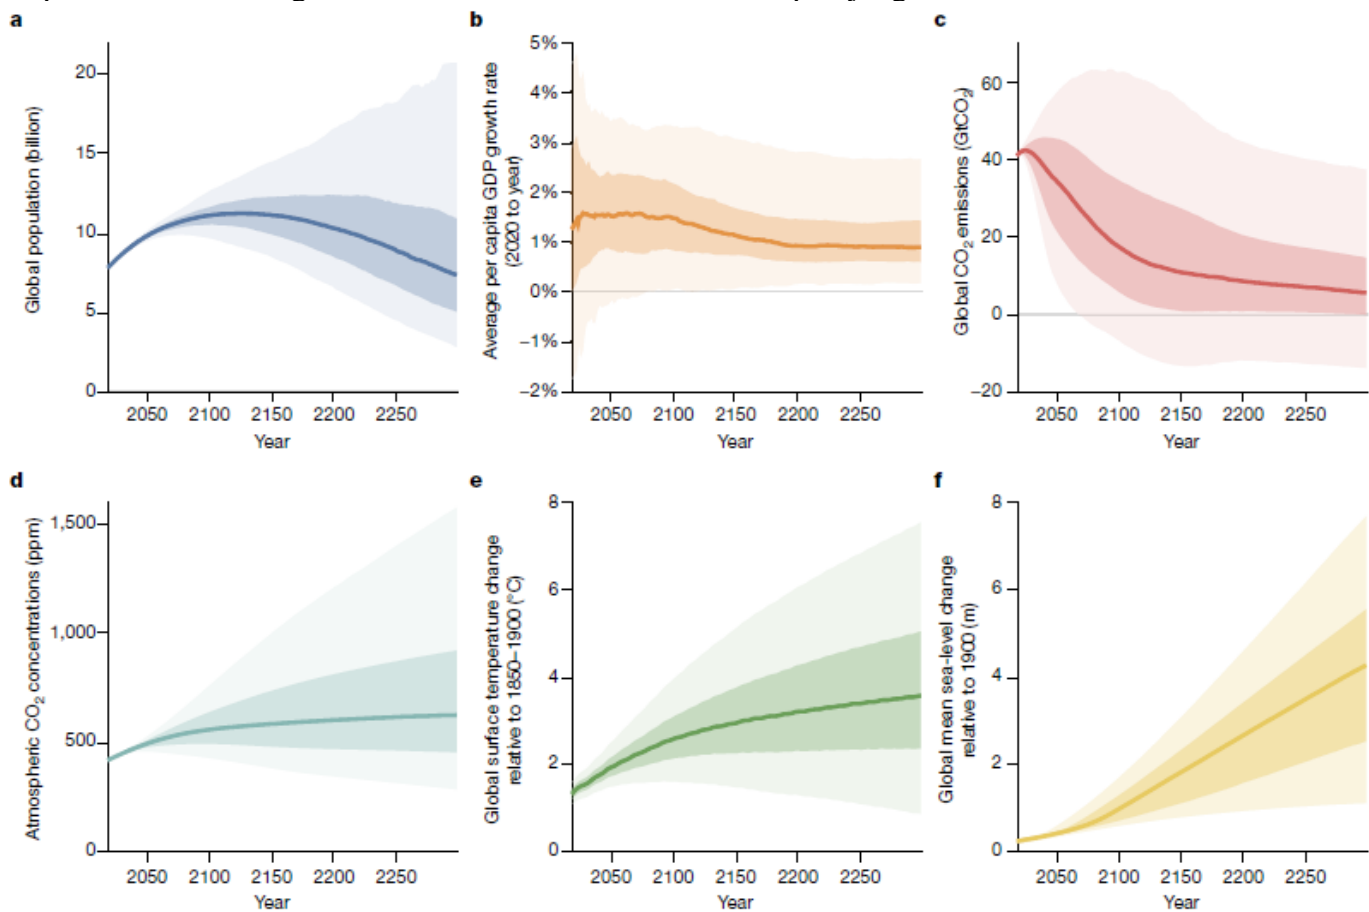 a
Global population (billion)
20
15
10
5
0
2050 2100 2150 2200 2250
Year
b
Average per capita GDP growth rate
(2020 to year)
5%
4%
3%
2%
1%
0%
−1%
−2%
2050 2100 2150 2200 2250
Year
c
Global CO2 emissions (GtCO2)
60
40
20
0
−20
2050 2100 2150 2200 2250
Year
d
Atmospheric CO2 concentrations (ppm)
1,500
1,000
500
0
2050 2100 2150 2200 2250
Year
e
Global surface temperature change
relative to 1850–1900 (°C)
8
6
4
2
0
2050 2100 2150 2200 2250
Year
f
Global mean sea-level change
relative to 1900 (m)
8
6
4
2
0
2050 2100 2150 2200 2250
Year